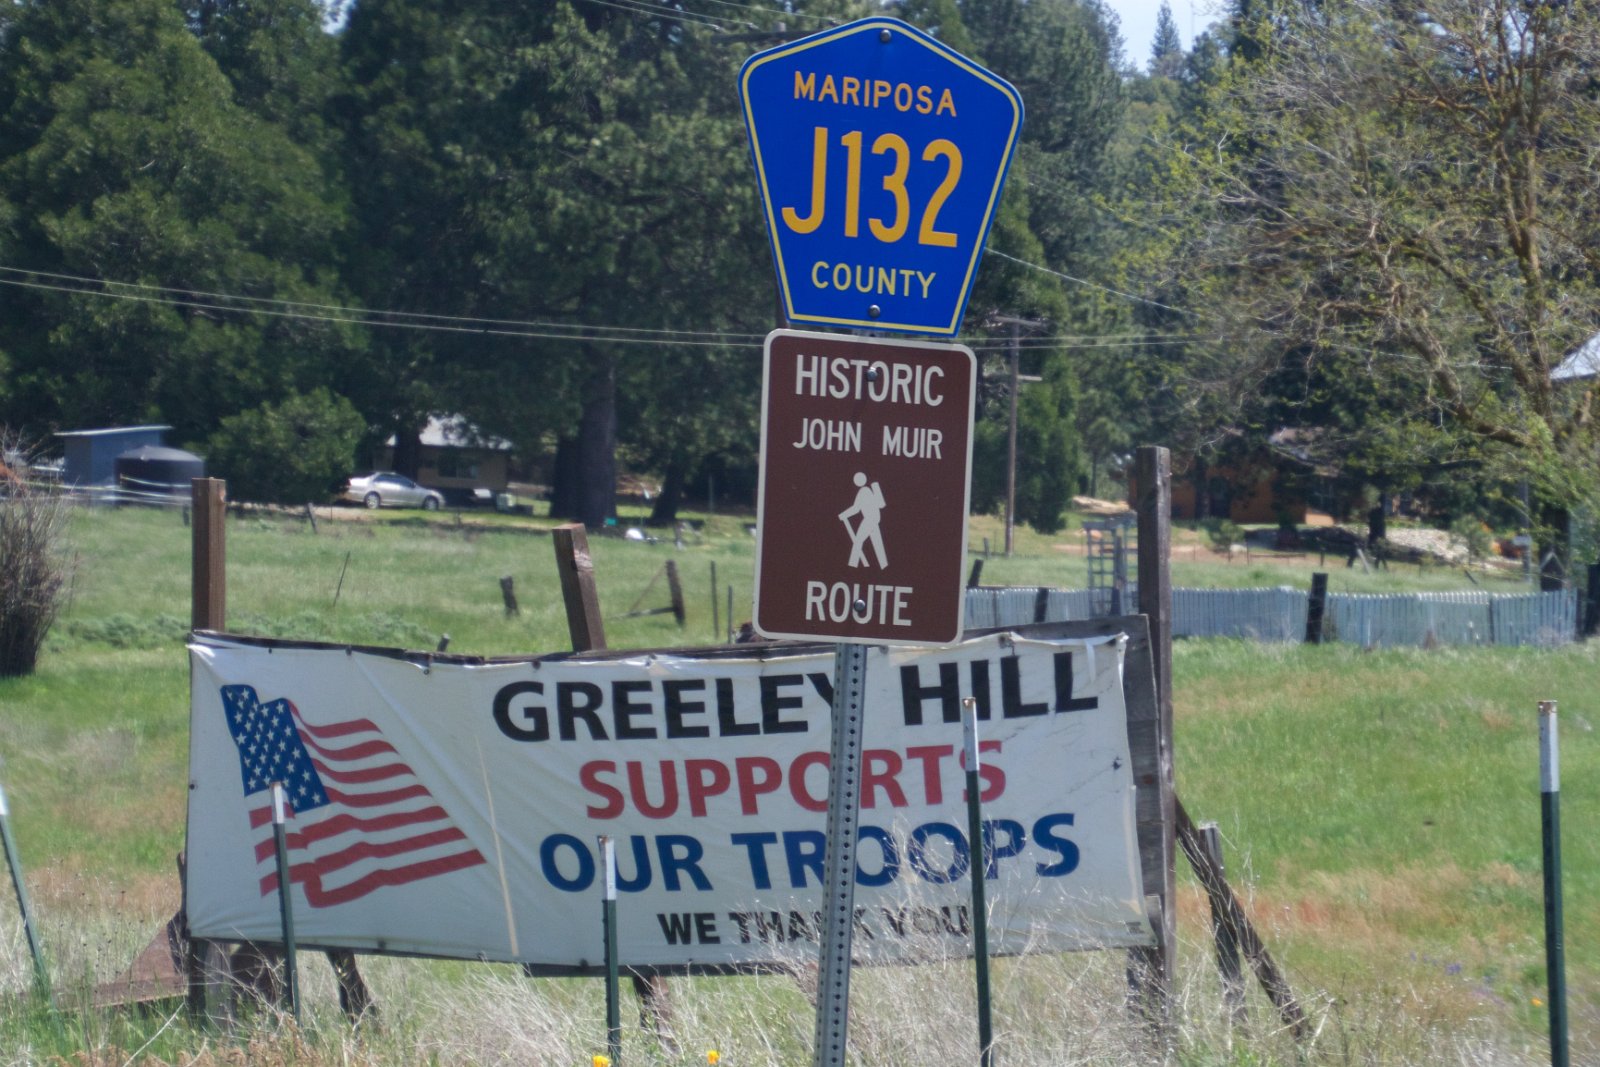 MARIPOSA
J132
COUNTY
HISTORIC
JOHN MUIR
ROUTE
GREELEY HILL
SUPPORTS
OUR TROOPS
WE THANK YOU